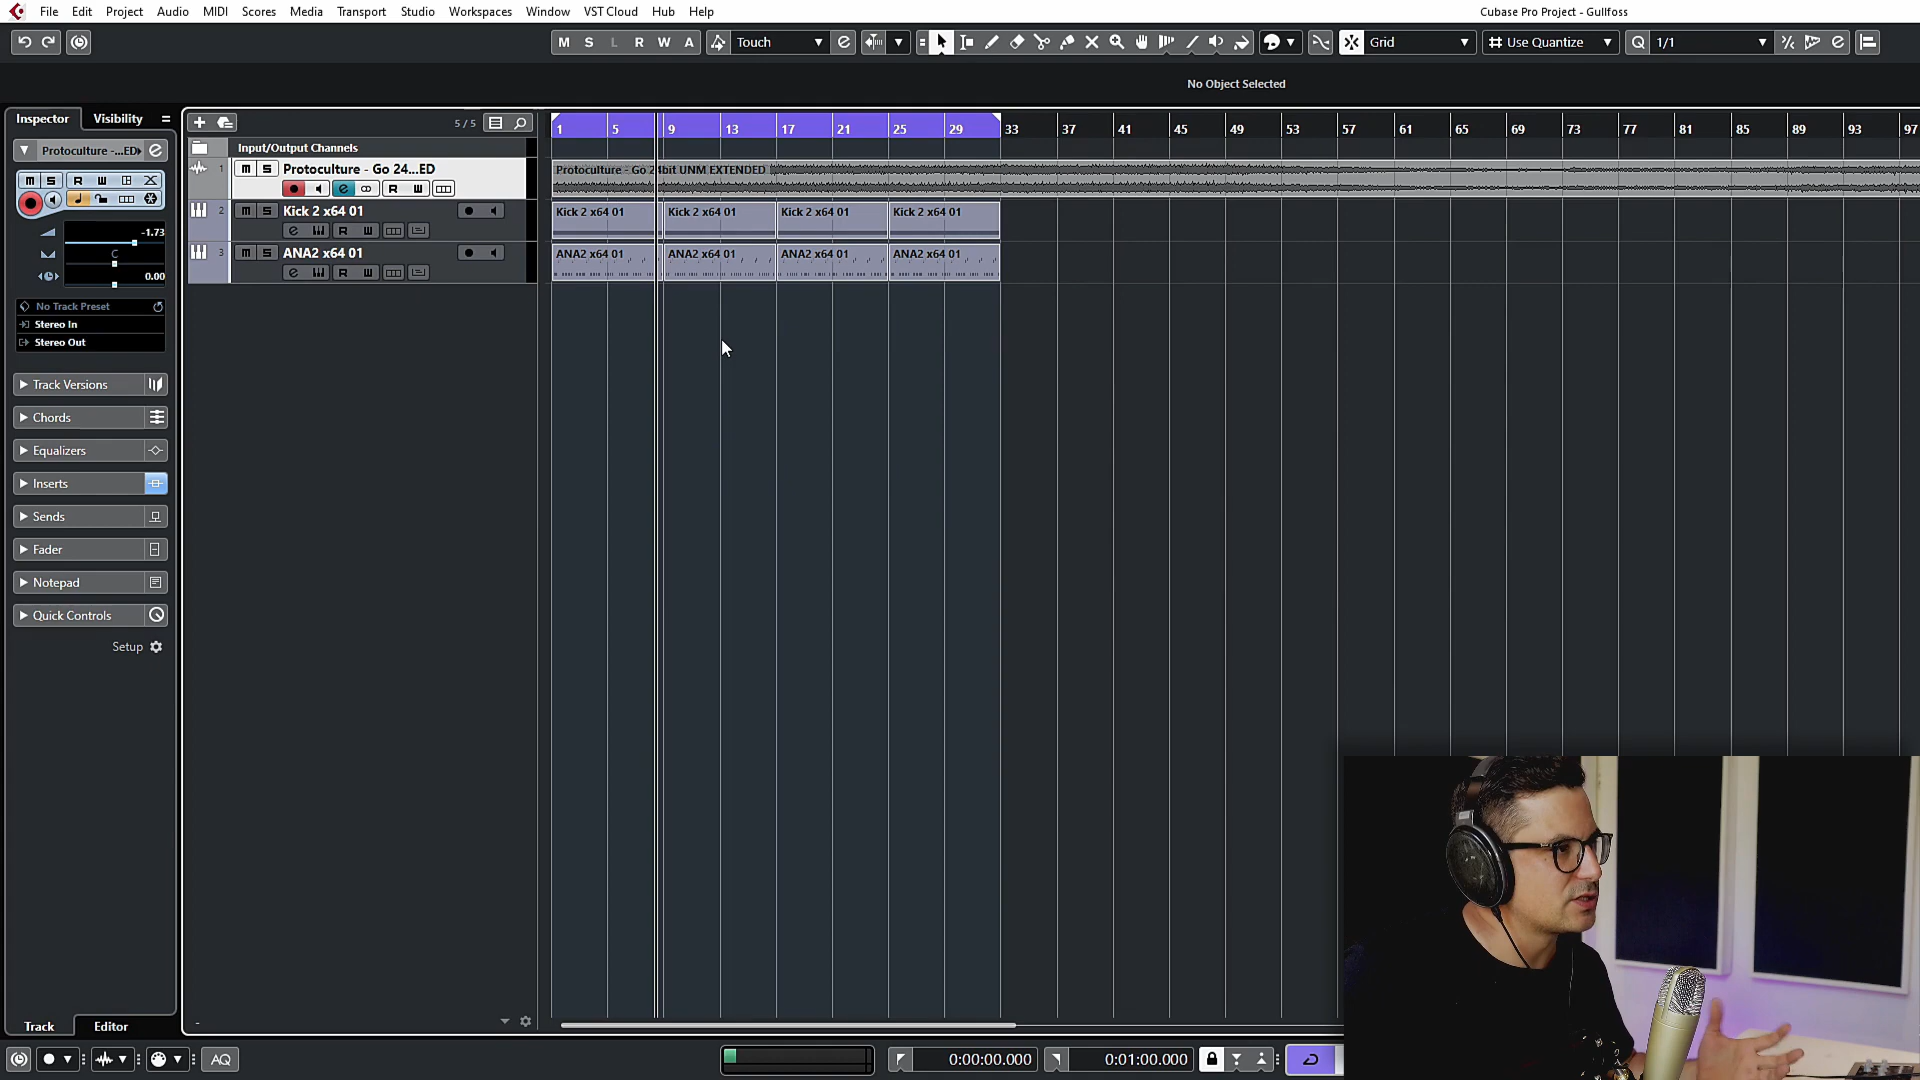 File Edit Project Audio MIDI Scores Media Transport Studio Workspaces Window VST Cloud Hub Help
Cubase Pro Project - Gullfoss
M S L R W A Touch Grid Use Quantize Q 1/1
No Object Selected
Inspector Visibility
5/5
1 5 9 13 17 21 25 29 33 37 41 45 49 53 57 61 65 69 73 77 81 85 89 93 97
Protoculture -...ED
Input/Output Channels
1 m S Protoculture - Go 24...ED
Protoculture - Go 24bit UNM EXTENDED
m S R W
R W
2 m S Kick 2 x64 01
Kick 2 x64 01 Kick 2 x64 01 Kick 2 x64 01 Kick 2 x64 01
R
-1.73
C
3 m S ANA2 x64 01
ANA2 x64 01 ANA2 x64 01 ANA2 x64 01 ANA2 x64 01
R
0.00
No Track Preset
Stereo In
Stereo Out
Track Versions
Chords
Equalizers
Inserts
Sends
Fader
Notepad
Quick Controls
Setup
Track Editor
AQ
0:00:00.000 0:01:00.000